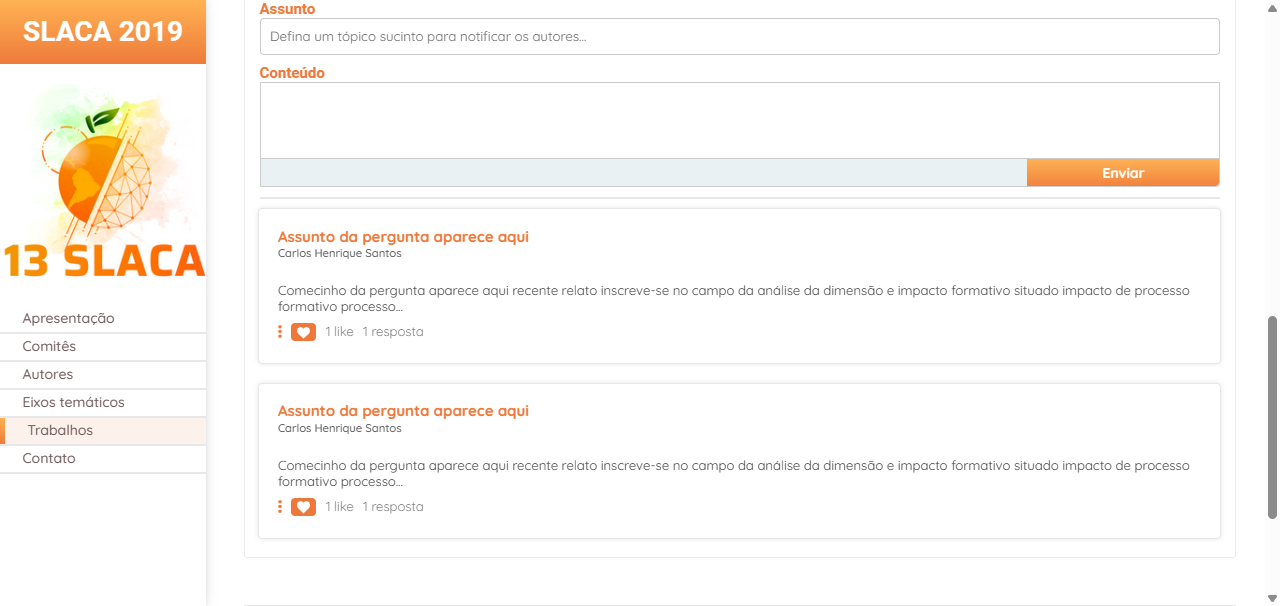 SLACA 2019
13 SLACA
Apresentação
Comitês
Autores
Eixos temáticos
Trabalhos
Contato
Assunto
Defina um tópico sucinto para notificar os autores...
Conteúdo
Enviar
Assunto da pergunta aparece aqui
Carlos Henrique Santos
Comecinho da pergunta aparece aqui recente relato inscreve-se no campo da análise da dimensão e impacto formativo situado impacto de processo
formativo processo...
1 like 1 resposta
Assunto da pergunta aparece aqui
Carlos Henrique Santos
Comecinho da pergunta aparece aqui recente relato inscreve-se no campo da análise da dimensão e impacto formativo situado impacto de processo
formativo processo...
1 like 1 resposta